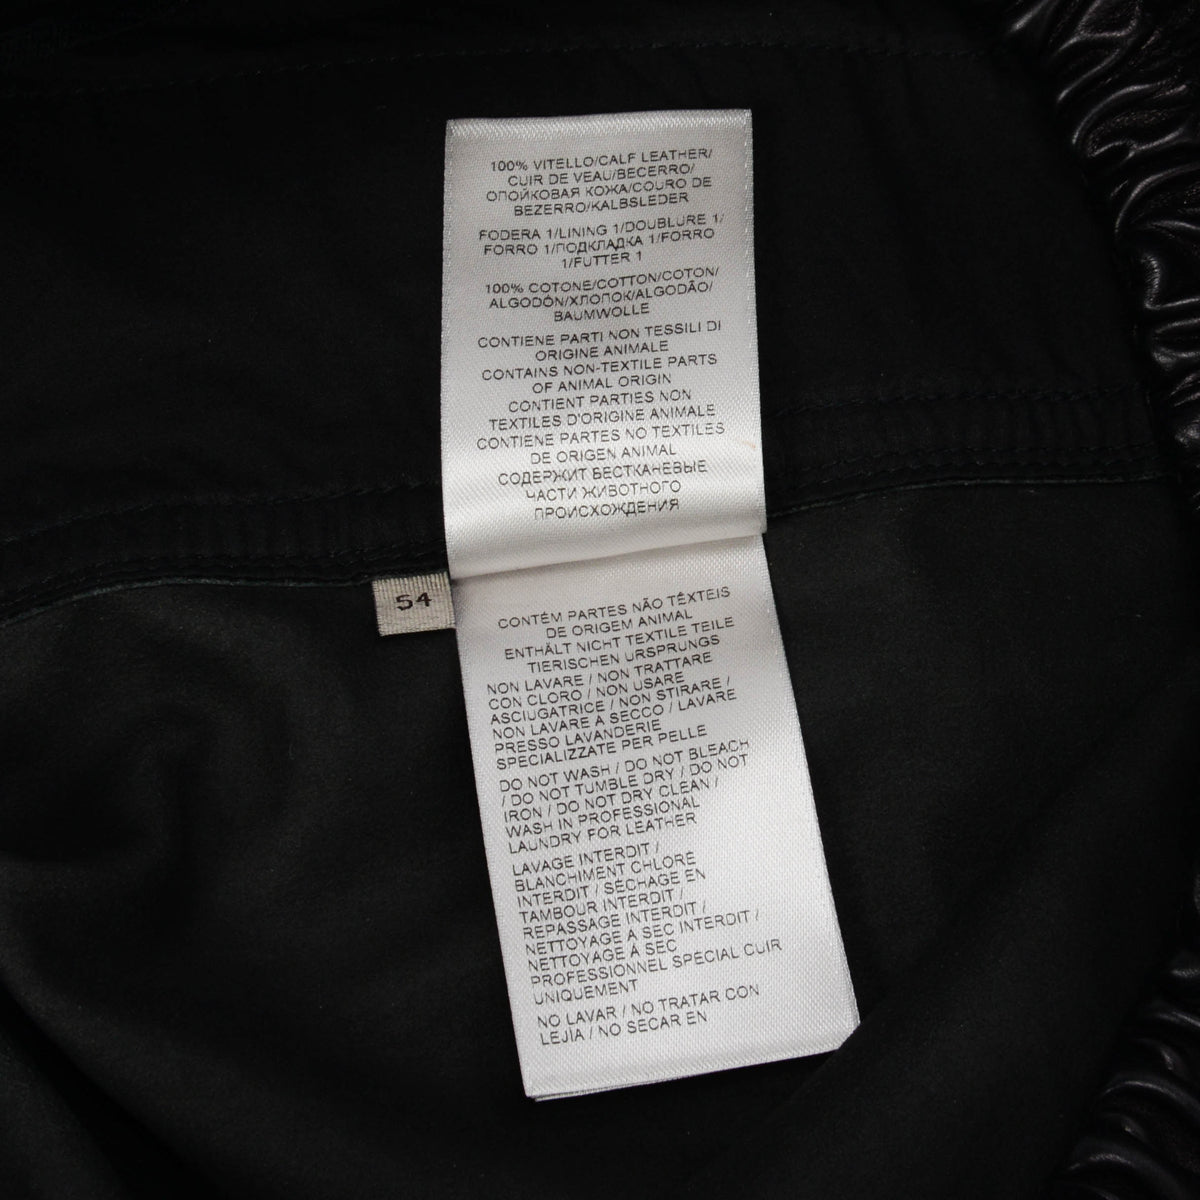 100% VITELLO/CALF LEATHER/
CUIR DE VEAU/BECERRO/
ОПОЙКОВАЯ КОЖА/COURO DE
BEZERRO/KALBSLEDER
FODERA 1/LINING 1/DOUBLURE 1/
FORRO 1/ПОДКЛАДКА 1/FORRO
1/FUTTER 1
100% COTONE/COTTON/COTON/
ALGODÓN/ХЛОПОК/ALGODÃO/
BAUMWOLLE
CONTIENE PARTI NON TESSILI DI
ORIGINE ANIMALE
CONTAINS NON-TEXTILE PARTS
OF ANIMAL ORIGIN
CONTIENT PARTIES NON
TEXTILES D'ORIGINE ANIMALE
CONTIENE PARTES NO TEXTILES
DE ORIGEN ANIMAL
СОДЕРЖИТ БЕСТКАНЕВЫЕ
ЧАСТИ ЖИВОТНОГО
ПРОИСХОЖДЕНИЯ
54
CONTÉM PARTES NÃO TÊXTEIS
DE ORIGEM ANIMAL
ENTHÄLT NICHT TEXTILE TEILE
TIERISCHEN URSPRUNGS
NON LAVARE / NON TRATTARE
CON CLORO / NON USARE
ASCIUGATRICE / NON STIRARE /
NON LAVARE A SECCO / LAVARE
PRESSO LAVANDERIE
SPECIALIZZATE PER PELLE
DO NOT WASH / DO NOT BLEACH
/ DO NOT TUMBLE DRY / DO NOT
IRON / DO NOT DRY CLEAN /
WASH IN PROFESSIONAL
LAUNDRY FOR LEATHER
LAVAGE INTERDIT /
BLANCHIMENT CHLORÉ
INTERDIT / SÉCHAGE EN
TAMBOUR INTERDIT /
REPASSAGE INTERDIT /
NETTOYAGE A SEC INTERDIT /
NETTOYAGE À SEC
PROFESSIONNEL SPÉCIAL CUIR
UNIQUEMENT
NO LAVAR / NO TRATAR CON
LEJIA / NO SECAR EN